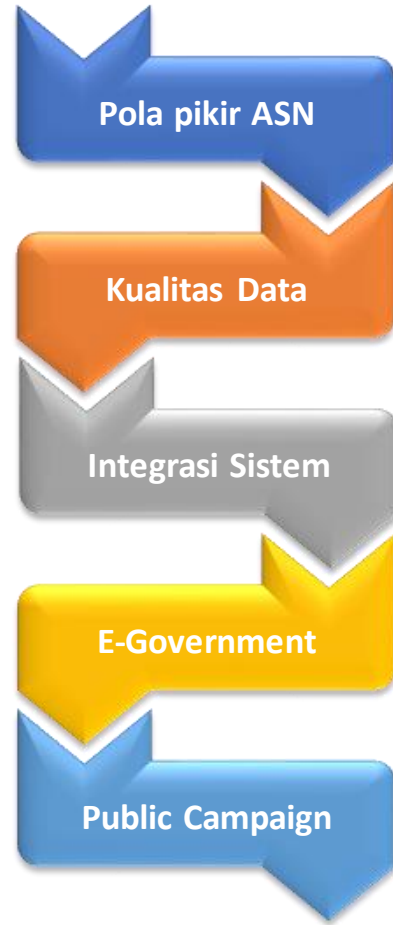 Pola pikir ASN
Kualitas Data
Integrasi Sistem
E-Government
Public Campaign